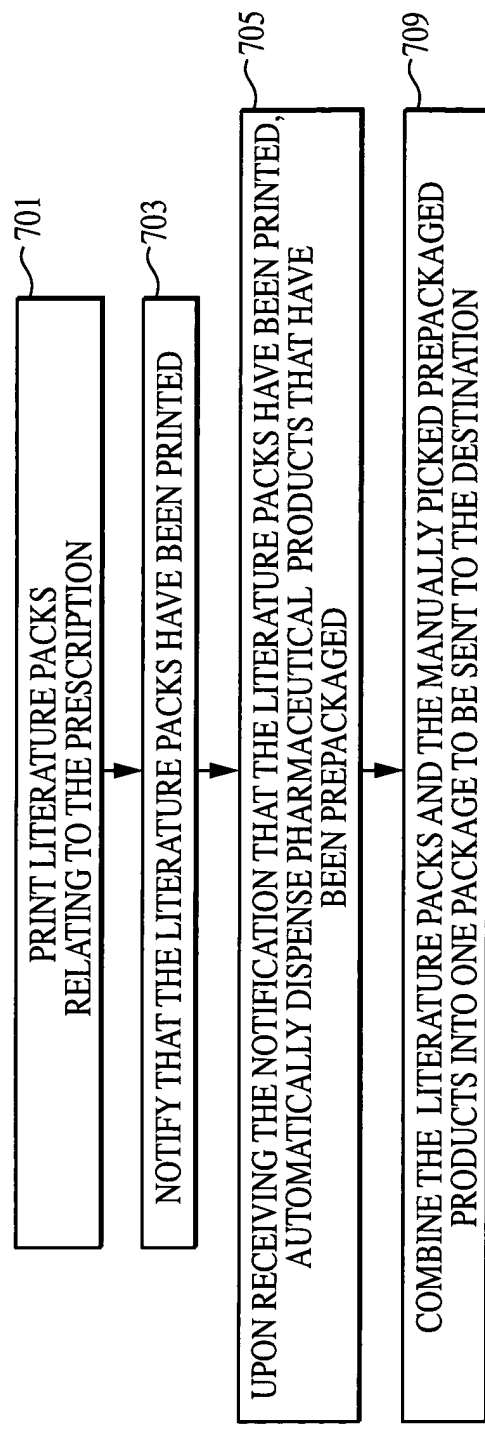 701
PRINT LITERATURE PACKS
RELATING TO THE PRESCRIPTION
703
NOTIFY THAT THE LITERATURE PACKS HAVE BEEN PRINTED
705
UPON RECEIVING THE NOTIFICATION THAT THE LITERATURE PACKS HAVE BEEN PRINTED,
AUTOMATICALLY DISPENSE PHARMACEUTICAL PRODUCTS THAT HAVE
BEEN PREPACKAGED
709
COMBINE THE LITERATURE PACKS AND THE MANUALLY PICKED PREPACKAGED
PRODUCTS INTO ONE PACKAGE TO BE SENT TO THE DESTINATION